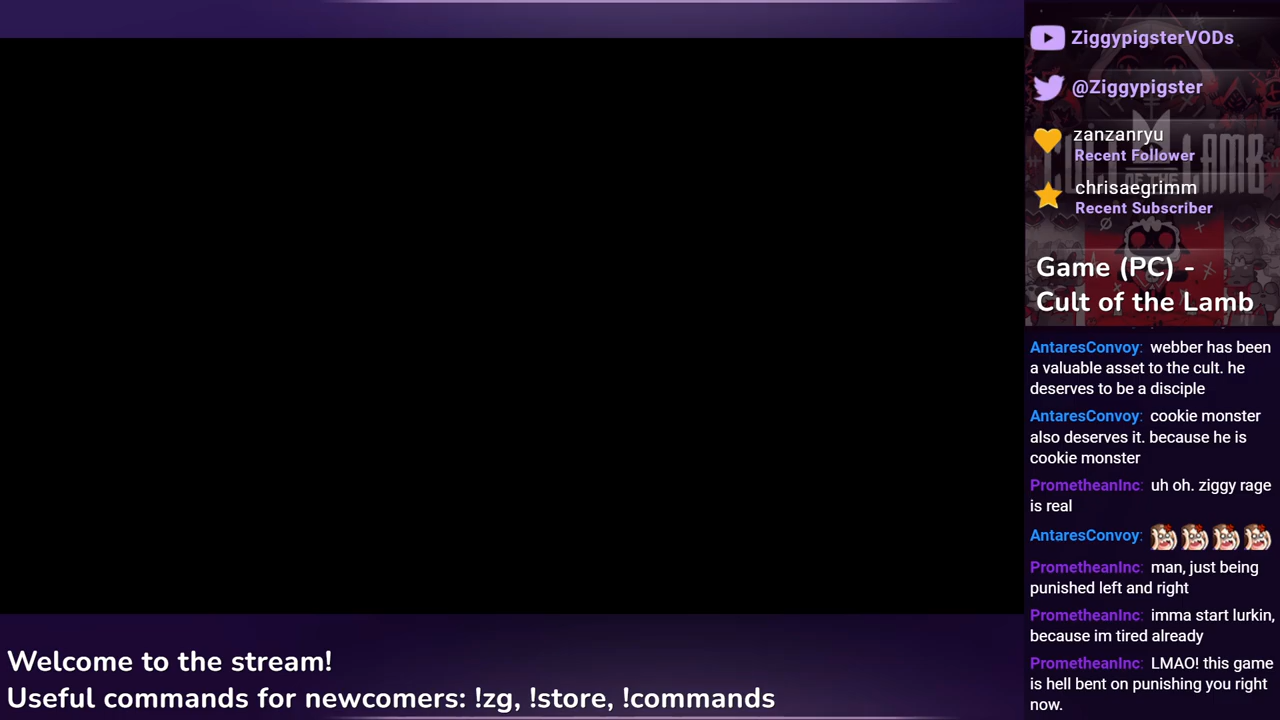 ZiggypigsterVODs
@Ziggypigster
zanzanryu
Recent Follower
chrisaegrimm
Recent Subscriber
CULT OF THE LAMB
Game (PC) -
Cult of the Lamb
AntaresConvoy: webber has been
a valuable asset to the cult. he
deserves to be a disciple
AntaresConvoy: cookie monster
also deserves it. because he is
cookie monster
PrometheanInc: uh oh. ziggy rage
is real
AntaresConvoy:
PrometheanInc: man, just being
punished left and right
PrometheanInc: imma start lurkin,
because im tired already
PrometheanInc: LMAO! this game
is hell bent on punishing you right
now.
Welcome to the stream!
Useful commands for newcomers: !zg, !store, !commands